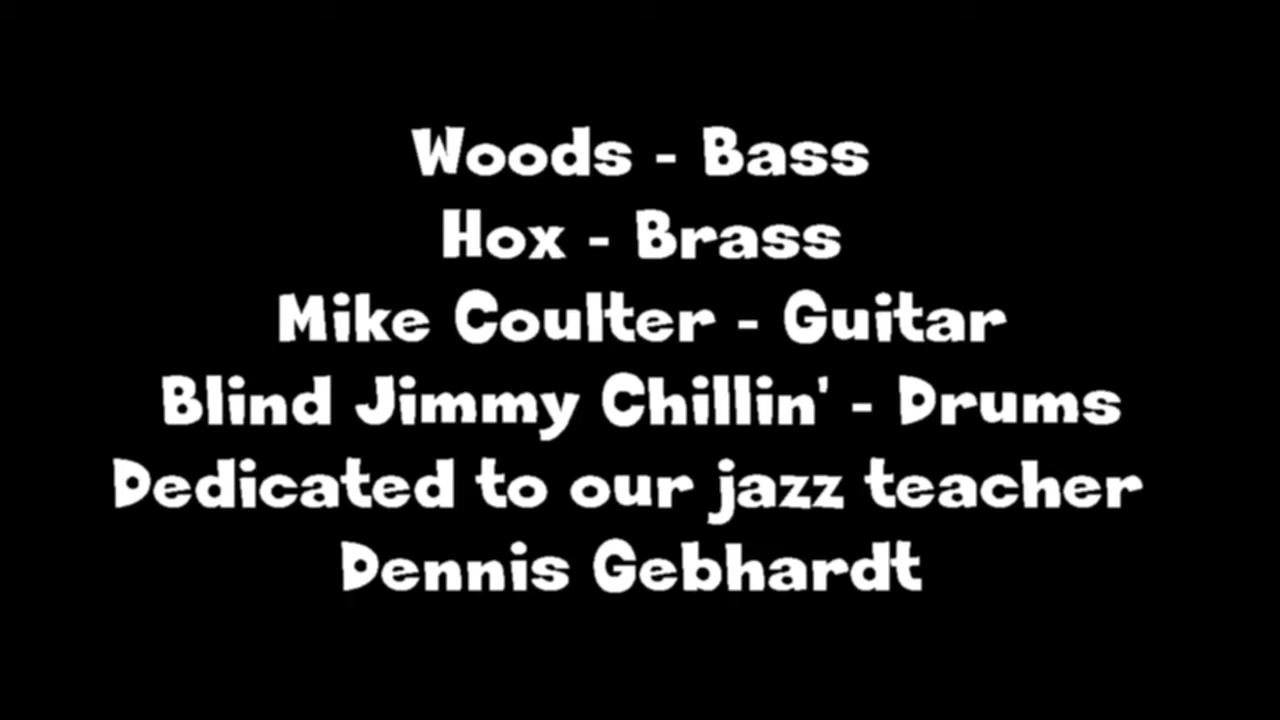 Woods - Bass
Hox - Brass
Mike Coulter - Guitar
Blind Jimmy Chillin' - Drums
Dedicated to our jazz teacher
Dennis Gebhardt